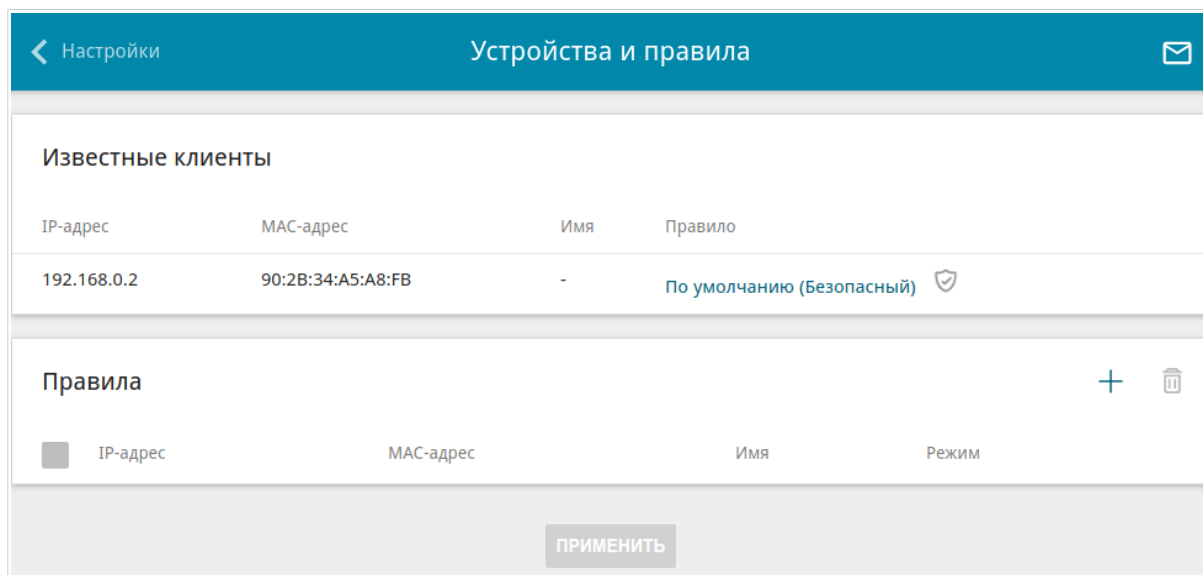 Настройки Устройства и правила
Известные клиенты
IP-адрес MAC-адрес Имя Правило
192.168.0.2 90:2B:34:A5:A8:FB - По умолчанию (Безопасный)
Правила
IP-адрес MAC-адрес Имя Режим
ПРИМЕНИТЬ